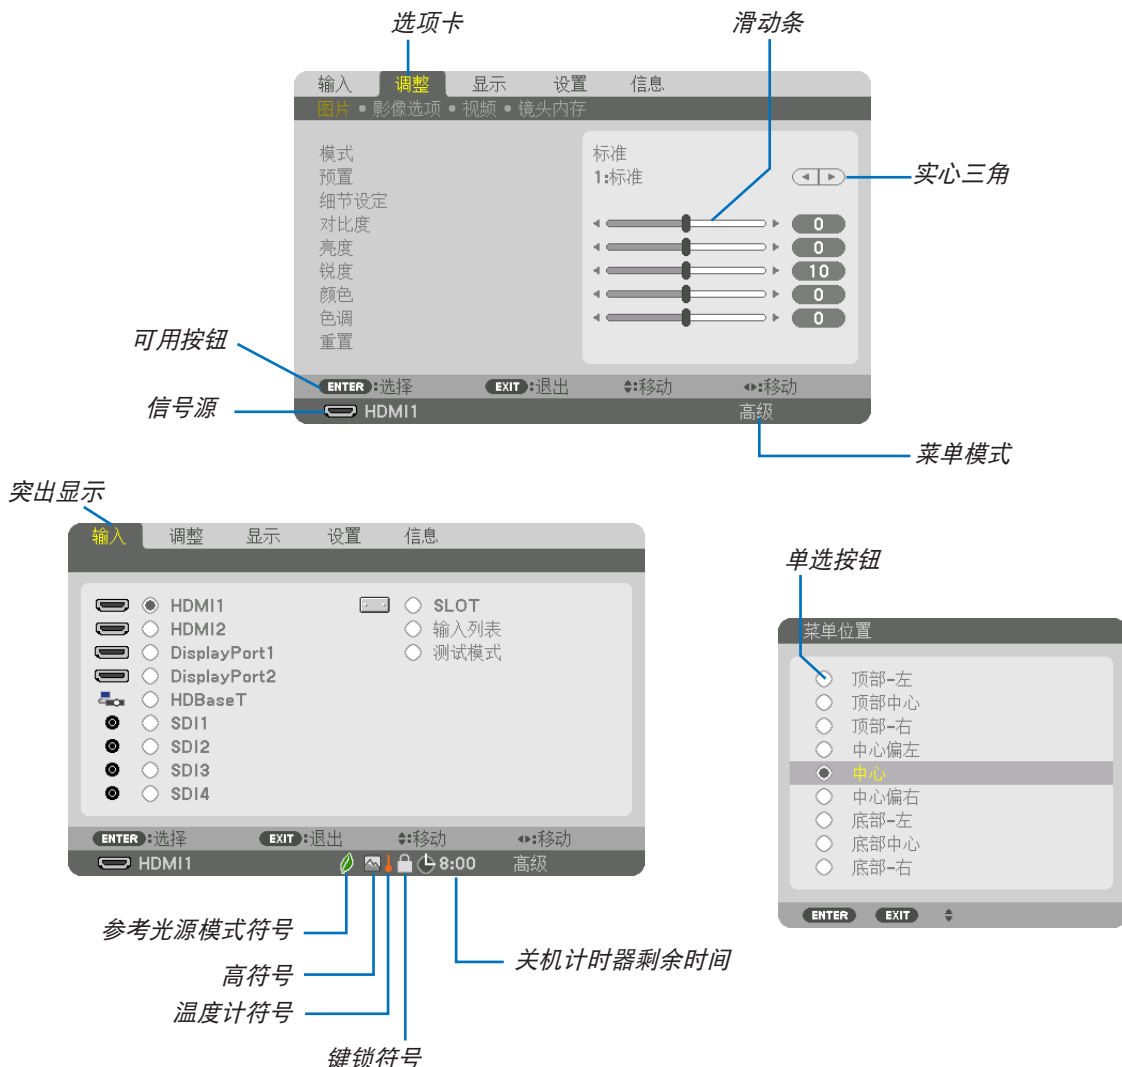 选项卡
滑动条
输入 调整 显示 设置 信息
图片 • 影像选项 • 视频 • 镜头内存
模式 标准
预置 1:标准
实心三角
细节设定
对比度 0
亮度 0
锐度 10
颜色 0
色调 0
重置
可用按钮
ENTER :选择 EXIT :退出 :移动 :移动
信号源
HDMI1 高级
菜单模式
突出显示
输入 调整 显示 设置 信息
HDMI1 SLOT
HDMI2 输入列表
DisplayPort1 测试模式
DisplayPort2
HDBaseT
SDI1
SDI2
SDI3
SDI4
ENTER :选择 EXIT :退出 :移动 :移动
HDMI1 8:00 高级
参考光源模式符号
高符号
温度计符号
键锁符号
关机计时器剩余时间
单选按钮
菜单位置
顶部-左
顶部中心
顶部-右
中心偏左
中心
中心偏右
底部-左
底部中心
底部-右
ENTER EXIT